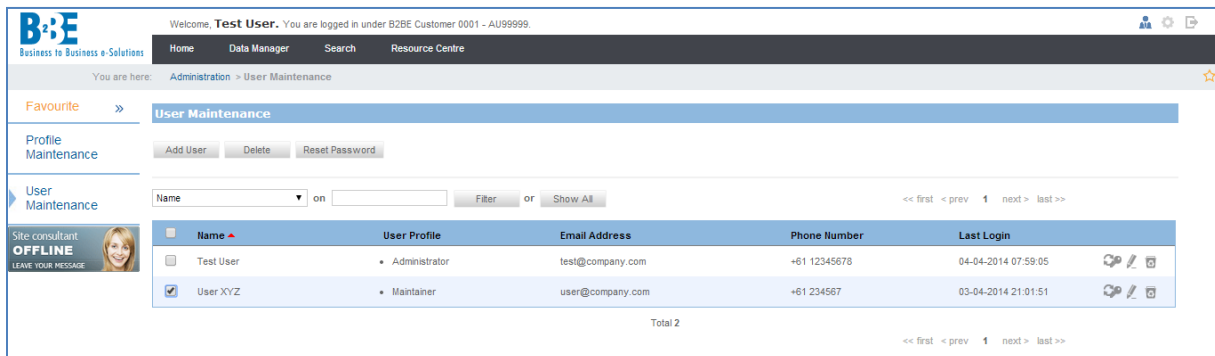 B2BE
Business to Business e-Solutions
Welcome, Test User. You are logged in under B2BE Customer 0001 - AU99999.
Home Data Manager Search Resource Centre
You are here: Administration > User Maintenance
Favourite »
Profile
Maintenance
User
Maintenance
Site consultant
OFFLINE
LEAVE YOUR MESSAGE
User Maintenance
Add User Delete Reset Password
Name on Filter or Show All << first < prev 1 next > last >>
Name User Profile Email Address Phone Number Last Login
Test User • Administrator test@company.com +61 12345678 04-04-2014 07:59:05
User XYZ • Maintainer user@company.com +61 234567 03-04-2014 21:01:51
Total 2
<< first < prev 1 next > last >>